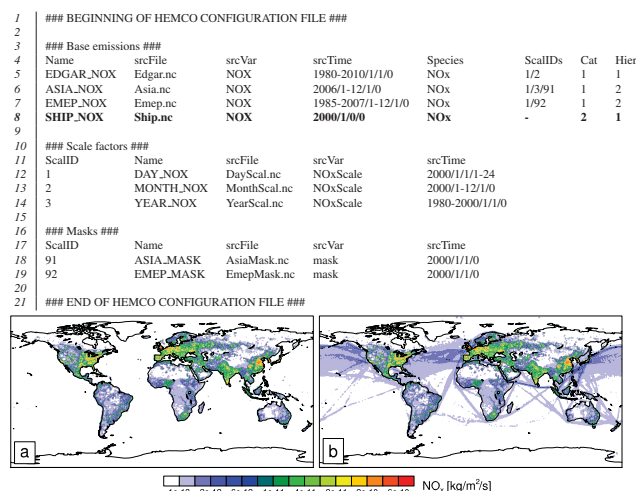 1 ### BEGINNING OF HEMCO CONFIGURATION FILE ###
2
3 ### Base emissions ###
4 Name srcFile srcVar srcTime Species ScalIDs Cat Hier
5 EDGAR_NOX Edgar.nc NOX 1980-2010/1/1/0 NOx 1/2 1 1
6 ASIA_NOX Asia.nc NOX 2006/1-12/1/0 NOx 1/3/91 1 2
7 EMEP_NOX Emep.nc NOX 1985-2007/1-12/1/0 NOx 1/92 1 2
8 SHIP_NOX Ship.nc NOX 2000/1/0/0 NOx - 2 1
9
10 ### Scale factors ###
11 ScalID Name srcFile srcVar srcTime
12 1 DAY_NOX DayScal.nc NOxScale 2000/1/1/1-24
13 2 MONTH_NOX MonthScal.nc NOxScale 2000/1-12/1/0
14 3 YEAR_NOX YearScal.nc NOxScale 1980-2000/1/1/0
15
16 ### Masks ###
17 ScalID Name srcFile srcVar srcTime
18 91 ASIA_MASK AsiaMask.nc mask 2000/1/1/0
19 92 EMEP_MASK EmepMask.nc mask 2000/1/1/0
20
21 ### END OF HEMCO CONFIGURATION FILE ###
a b
NOx [kg/m²/s]